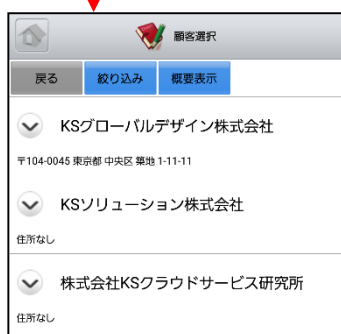 顧客選択
戻る 絞り込み 概要表示
KSグローバルデザイン株式会社
〒104-0045 東京都 中央区 築地 1-11-11
KSソリューション株式会社
住所なし
株式会社KSクラウドサービス研究所
住所なし